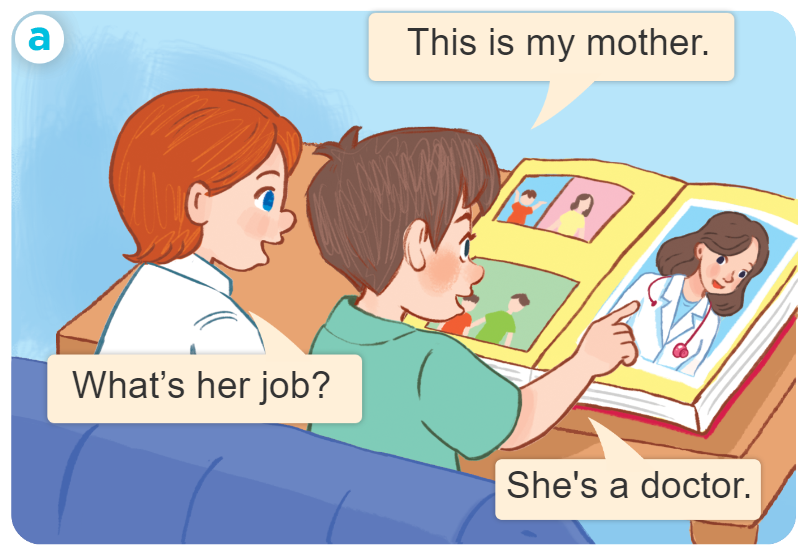 a
This is my mother.
What’s her job?
She's a doctor.